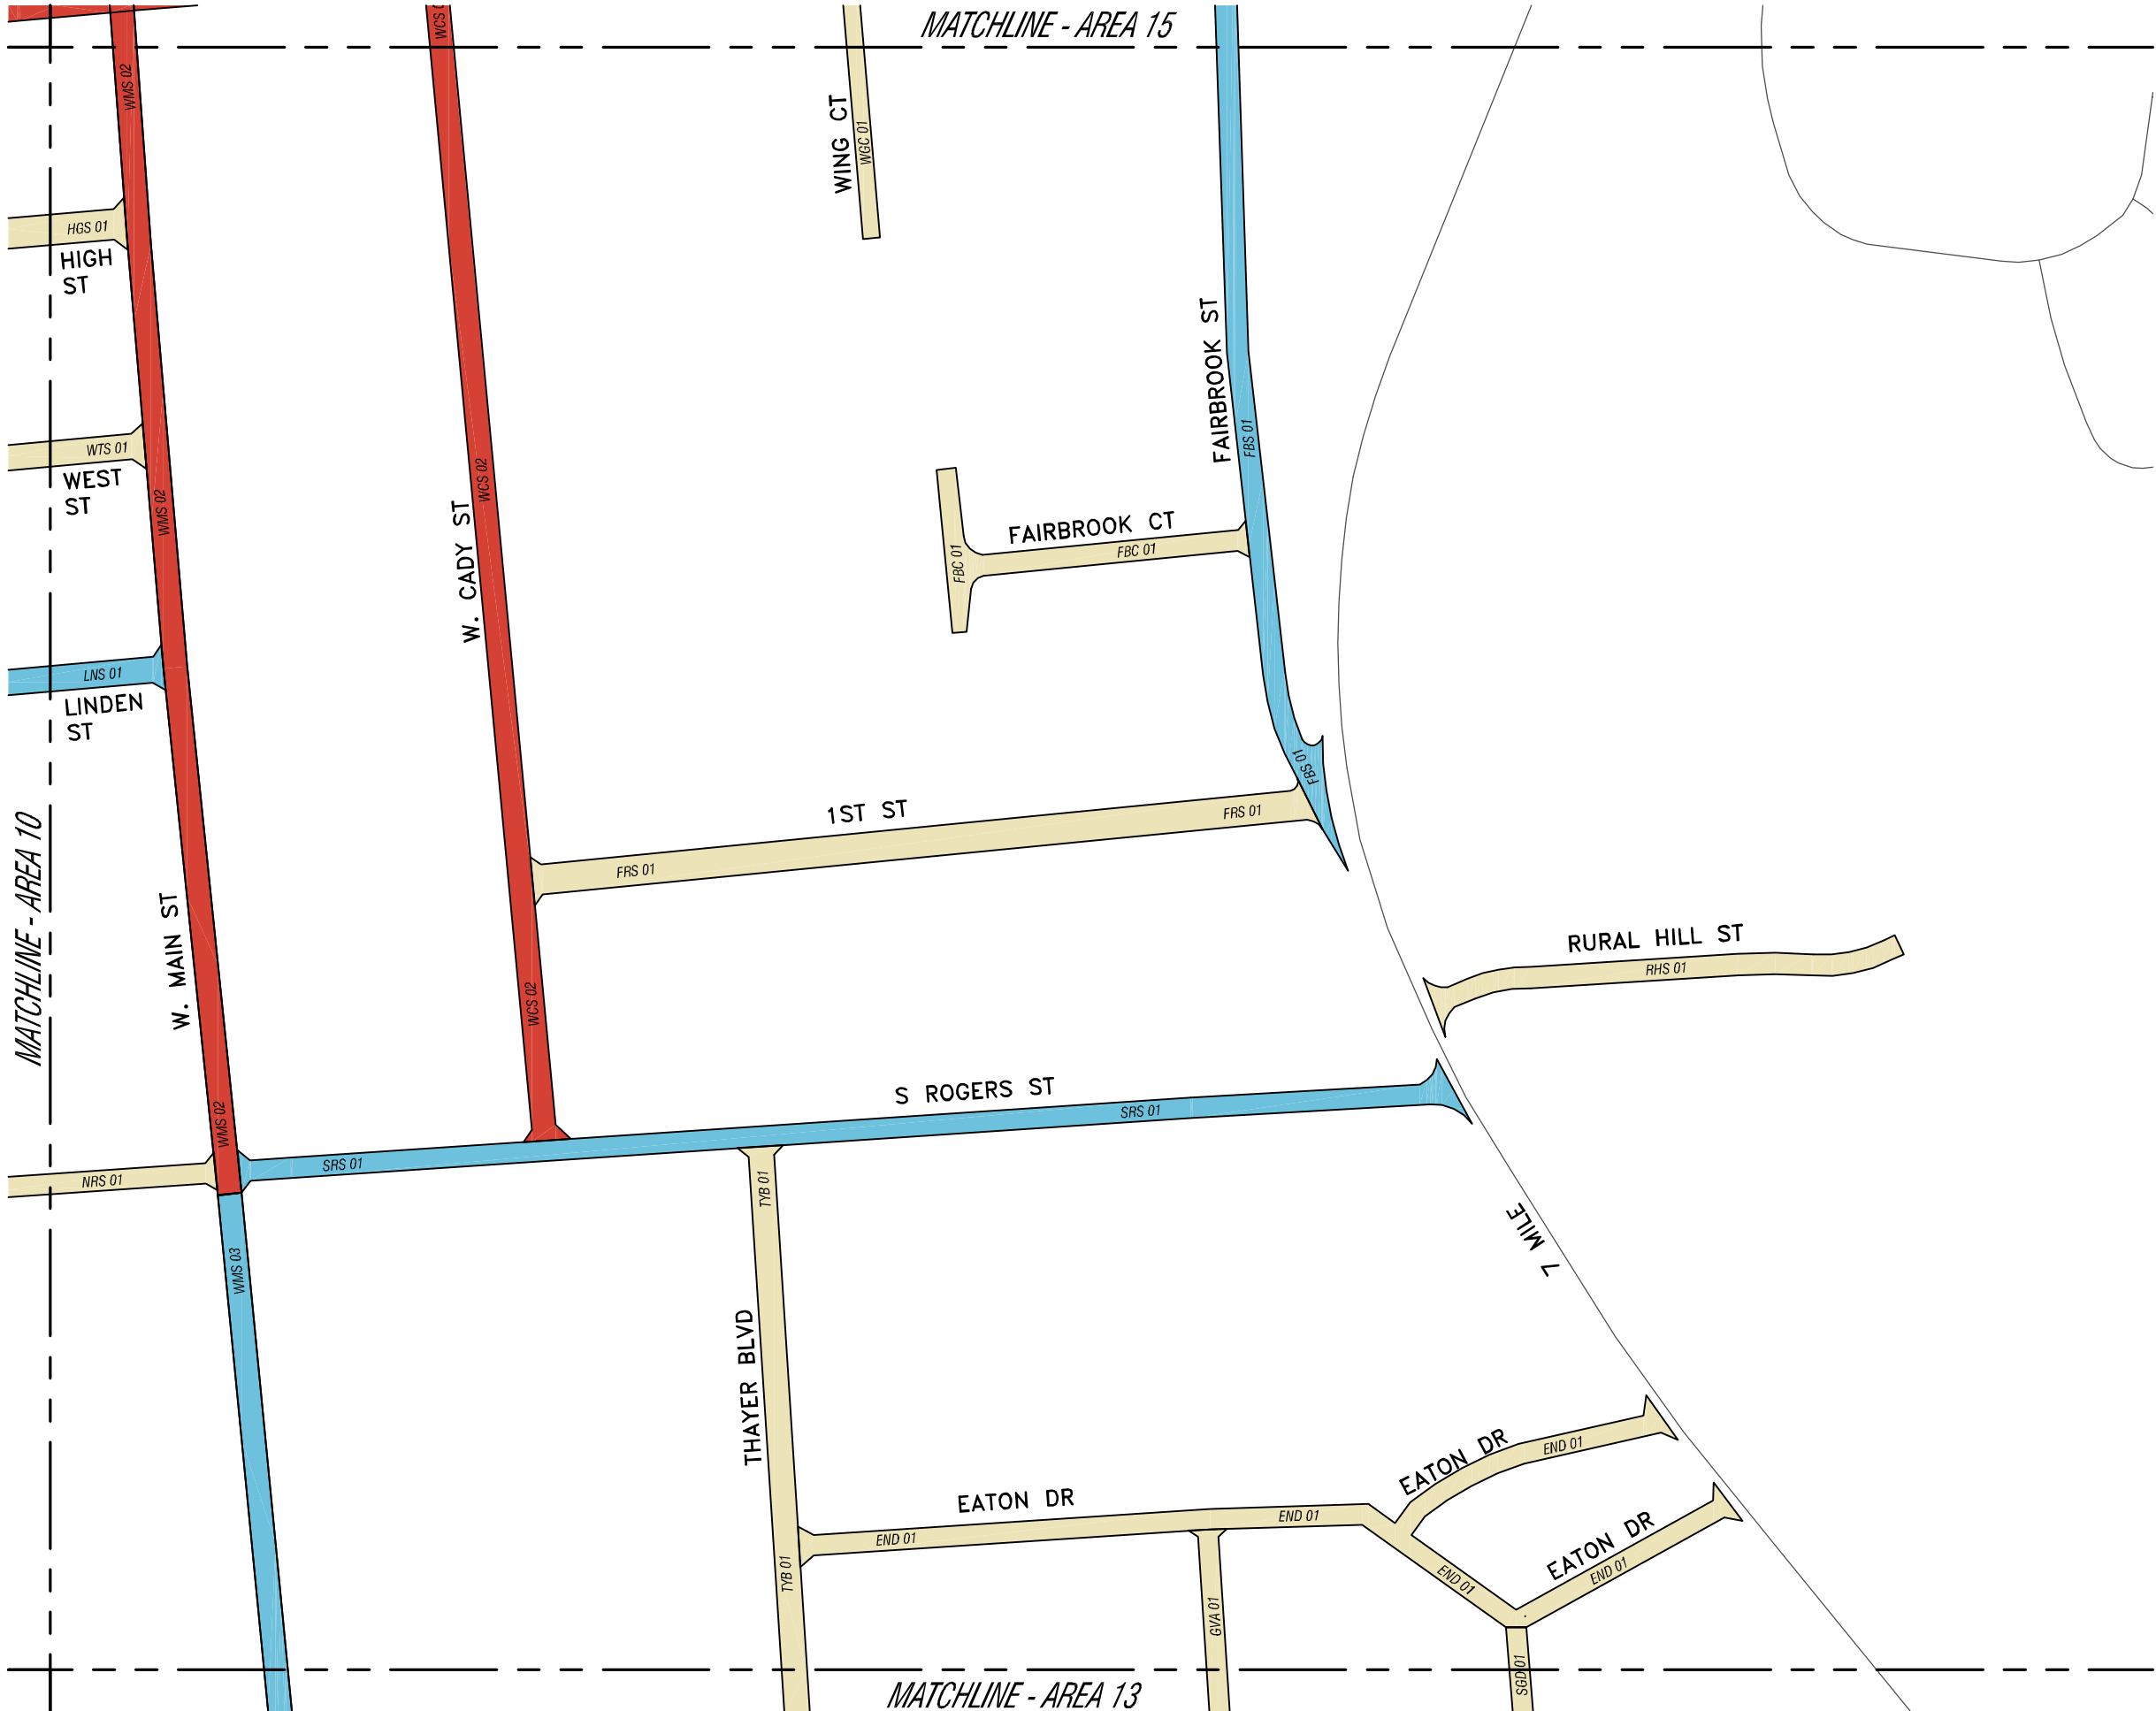 MATCHLINE - AREA 15
WCS 0
WMS 02
WING CT
WGC 01
HGS 01
HIGH
ST
FAIRBROOK ST
FBS 01
WTS 01
WEST
ST
WMS 02
WCS 02
W. CADY ST
FAIRBROOK CT
FBC 01
FBC 01
LNS 01
LINDEN
ST
FBS 01
1ST ST
FRS 01
FRS 01
MATCHLINE - AREA 10
W. MAIN ST
RURAL HILL ST
RHS 01
WCS 02
S ROGERS ST
SRS 01
WMS 02
SRS 01
NRS 01
TYB 01
7 MILE
WMS 03
THAYER BLVD
EATON DR
END 01
EATON DR
END 01
END 01
EATON DR
END 01
END 01
TYB 01
GVA 01
SGD 01
MATCHLINE - AREA 13